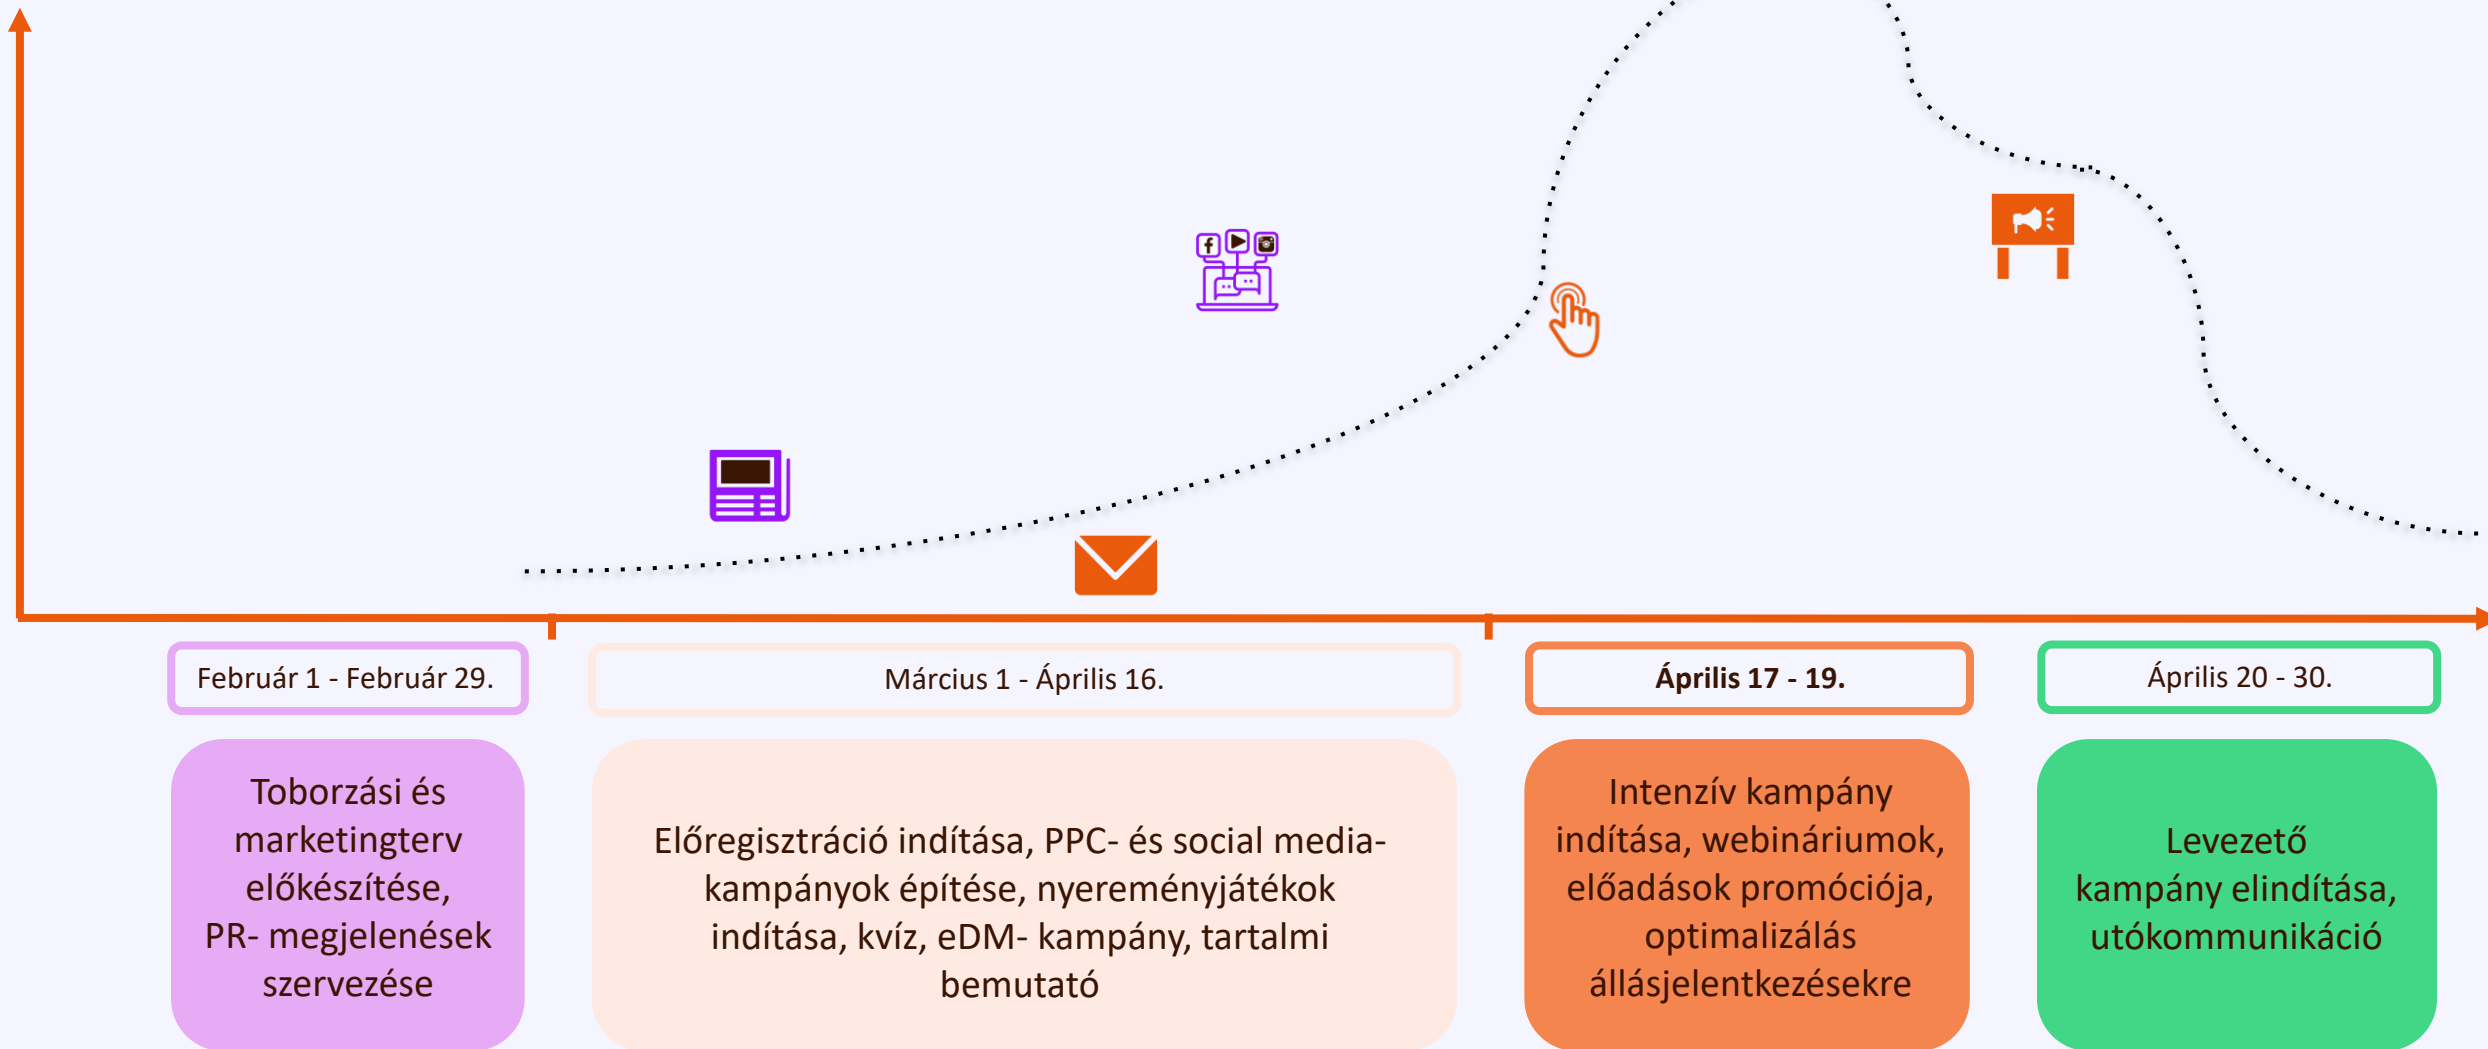 Február 1 - Február 29.
Március 1 - Április 16.
Április 17 - 19.
Április 20 - 30.
Toborzási és
marketingterv
előkészítése,
PR- megjelenések
szervezése
Előregisztráció indítása, PPC- és social media-
kampányok építése, nyereményjátékok
indítása, kvíz, eDM- kampány, tartalmi
bemutató
Intenzív kampány
indítása, webináriumok,
előadások promóciója,
optimalizálás
állásjelentkezésekre
Levezető
kampány elindítása,
utókommunikáció